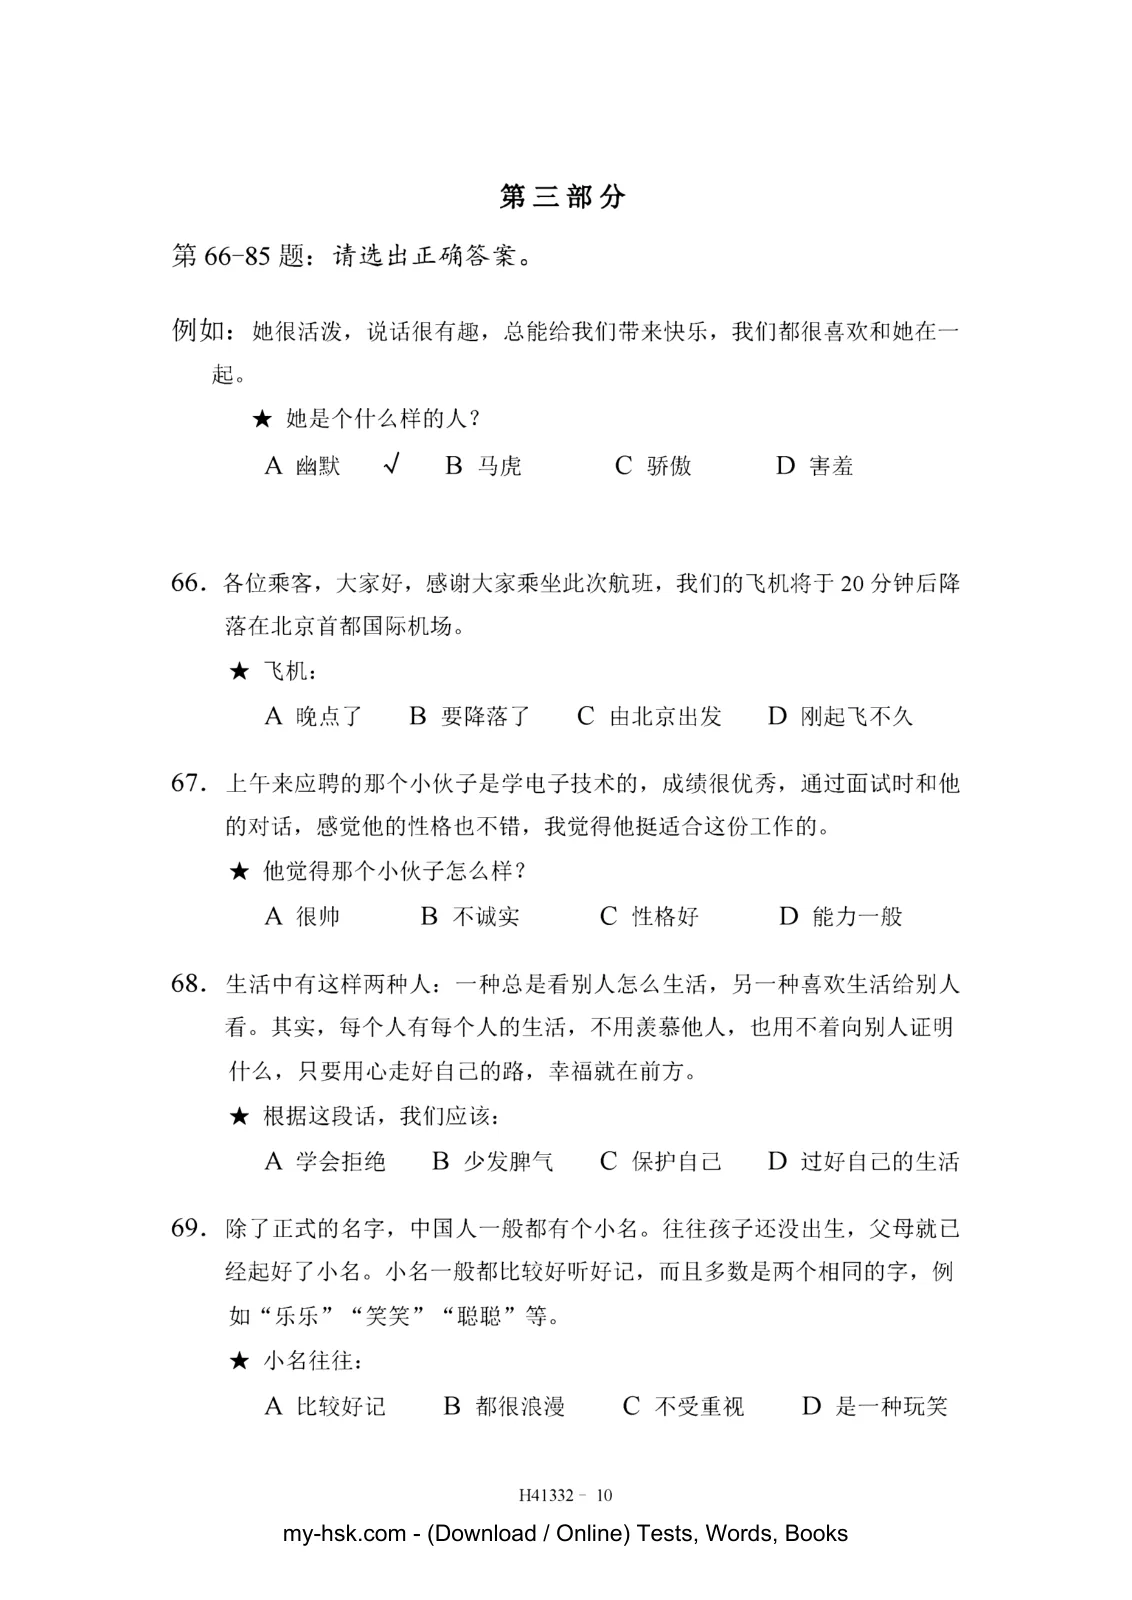 第三部分
第 66-85 题：请选出正确答案。
例如：她很活泼，说话很有趣，总能给我们带来快乐，我们都很喜欢和她在一
起。
★ 她是个什么样的人？
A 幽默 √ B 马虎 C 骄傲 D 害羞
66．各位乘客，大家好，感谢大家乘坐此次航班，我们的飞机将于 20 分钟后降
落在北京首都国际机场。
★ 飞机：
A 晚点了 B 要降落了 C 由北京出发 D 刚起飞不久
67．上午来应聘的那个小伙子是学电子技术的，成绩很优秀，通过面试时和他
的对话，感觉他的性格也不错，我觉得他挺适合这份工作的。
★ 他觉得那个小伙子怎么样？
A 很帅 B 不诚实 C 性格好 D 能力一般
68．生活中有这样两种人：一种总是看别人怎么生活，另一种喜欢生活给别人
看。其实，每个人有每个人的生活，不用羡慕他人，也用不着向别人证明
什么，只要用心走好自己的路，幸福就在前方。
★ 根据这段话，我们应该：
A 学会拒绝 B 少发脾气 C 保护自己 D 过好自己的生活
69．除了正式的名字，中国人一般都有个小名。往往孩子还没出生，父母就已
经起好了小名。小名一般都比较好听好记，而且多数是两个相同的字，例
如“乐乐”“笑笑”“聪聪”等。
★ 小名往往：
A 比较好记 B 都很浪漫 C 不受重视 D 是一种玩笑
H41332 - 10
my-hsk.com - (Download / Online) Tests, Words, Books